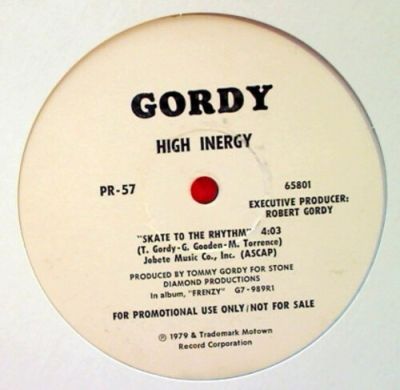 GORDY
HIGH INERGY
PR-57
65801
EXECUTIVE PRODUCER:
ROBERT GORDY
"SKATE TO THE RHYTHM" 4:03
(T. Gordy-G. Gooden-M. Torrence)
Jobete Music Co., Inc. (ASCAP)
PRODUCED BY TOMMY GORDY FOR STONE
DIAMOND PRODUCTIONS
In album, "FRENZY" G7-989R1
FOR PROMOTIONAL USE ONLY/NOT FOR SALE
℗ 1979 & Trademark Motown
Record Corporation